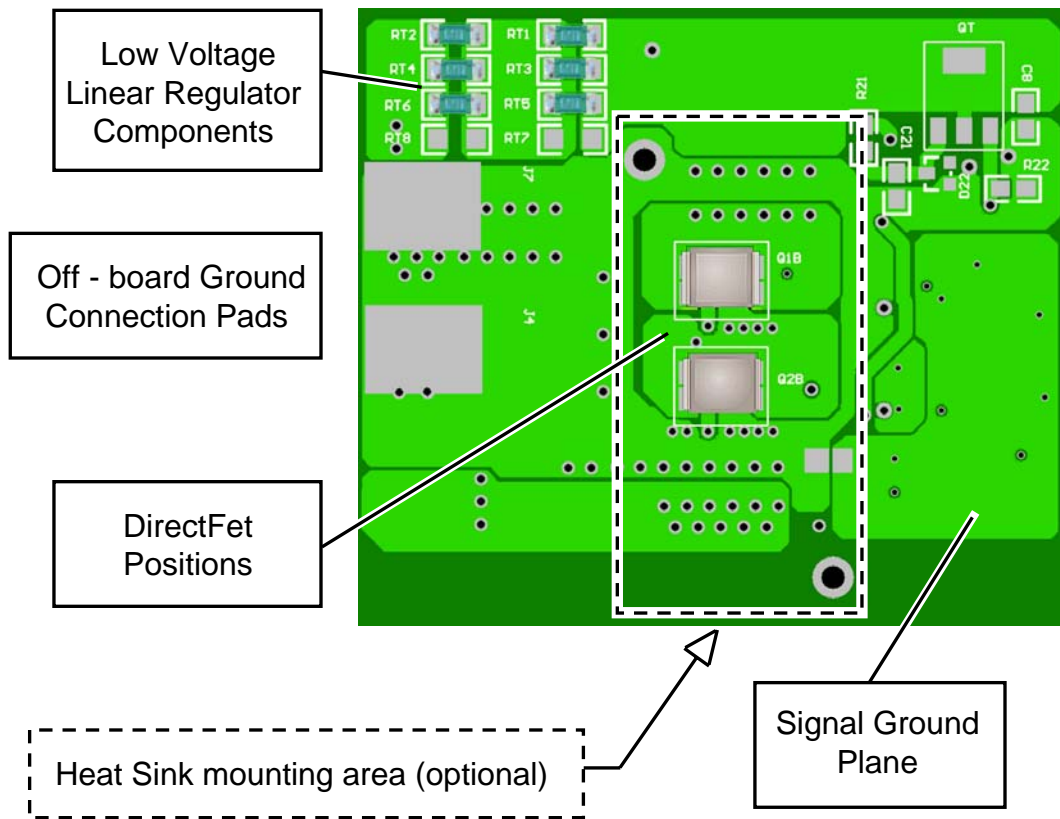 Low Voltage
Linear Regulator
Components
Off - board Ground
Connection Pads
DirectFet
Positions
Heat Sink mounting area (optional)
Signal Ground
Plane
RT2
RT1
RT4
RT3
RT6
RT5
RT8
RT7
J7
J4
Q1B
Q2B
QT
R21
C21
C8
D22
R22